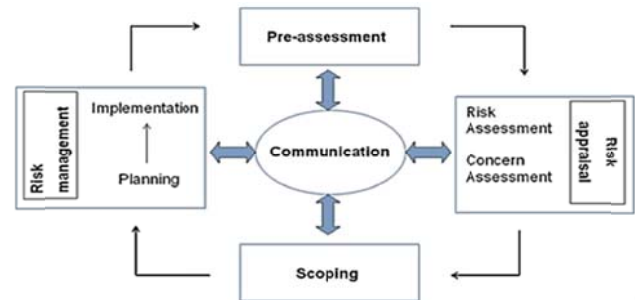 Pre-assessment
Risk
management
Implementation
Planning
Communication
Risk
Assessment
Concern
Assessment
Risk
appraisal
Scoping